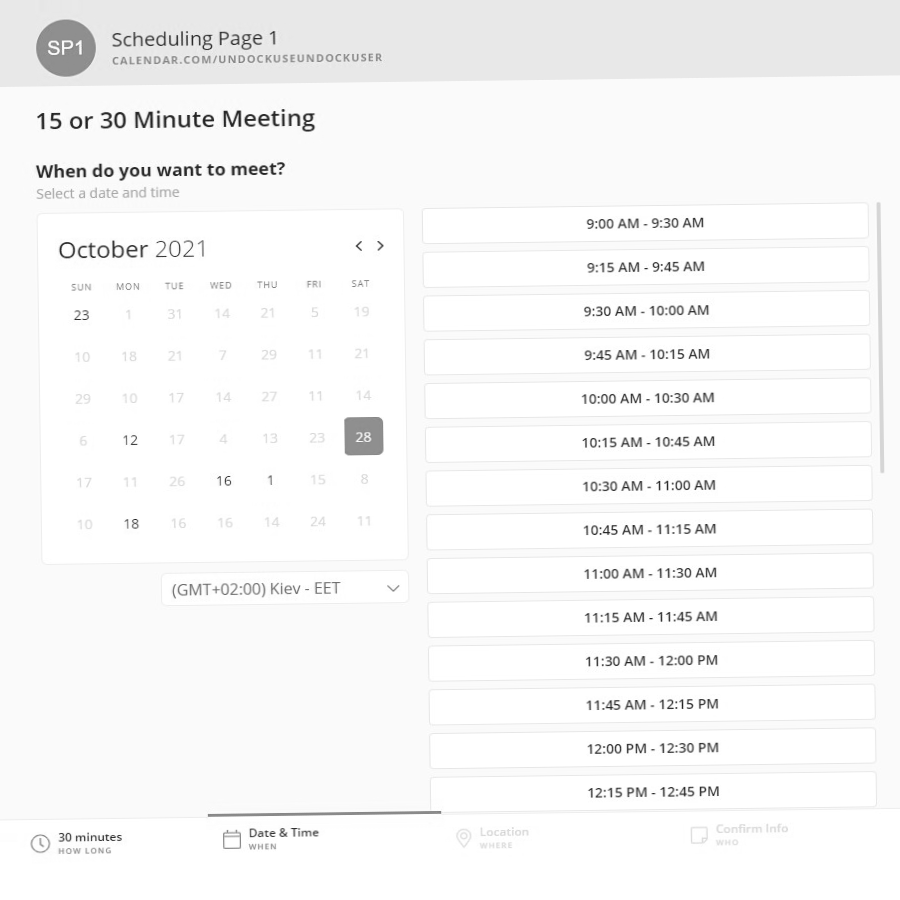 SP1
Scheduling Page 1
CALENDAR.COM/UNDOCKUSEUNDOCKUSER
15 or 30 Minute Meeting
When do you want to meet?
Select a date and time
October 2021
SUN MON TUE WED THU FRI SAT
23 1 31 14 21 5 19
10 18 21 7 29 11 21
29 10 17 14 27 11 14
6 12 17 4 13 23 28
17 11 26 16 1 15 8
10 18 16 16 14 24 11
(GMT+02:00) Kiev - EET
9:00 AM - 9:30 AM
9:15 AM - 9:45 AM
9:30 AM - 10:00 AM
9:45 AM - 10:15 AM
10:00 AM - 10:30 AM
10:15 AM - 10:45 AM
10:30 AM - 11:00 AM
10:45 AM - 11:15 AM
11:00 AM - 11:30 AM
11:15 AM - 11:45 AM
11:30 AM - 12:00 PM
11:45 AM - 12:15 PM
12:00 PM - 12:30 PM
12:15 PM - 12:45 PM
30 minutes
HOW LONG
Date & Time
WHEN
Location
WHERE
Confirm Info
WHO